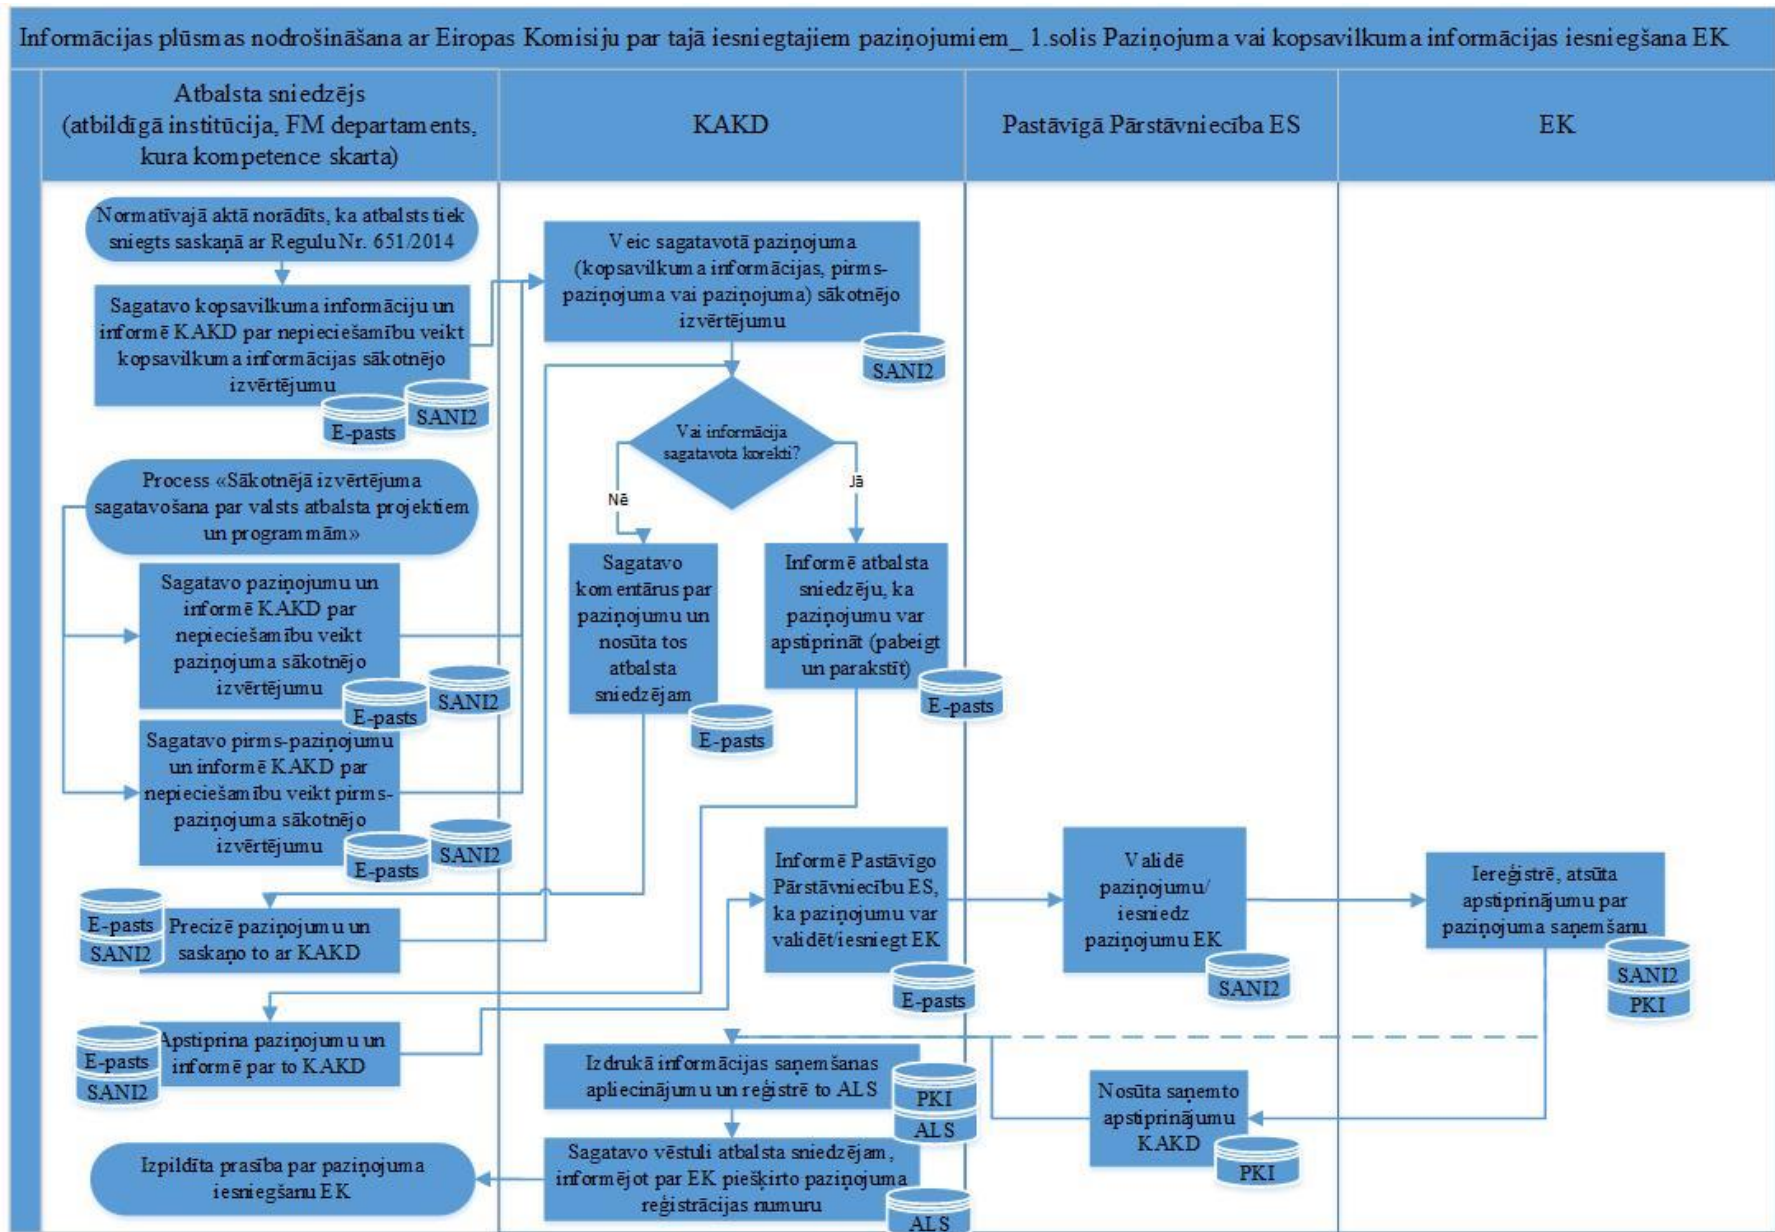 Informācijas plūsmas nodrošināšana ar Eiropas Komisiju par tajā iesniegtajiem paziņojumiem_ 1.solis Paziņojuma vai kopsavilkuma informācijas iesniegšana EK
Atbalsta sniedzējs
(atbildīgā institūcija, FM departaments,
kura kompetence skarta)
KAKD
Pastāvīgā Pārstāvniecība ES
EK
Normatīvajā aktā norādīts, ka atbalsts tiek
sniegts saskaņā ar Regulu Nr. 651/2014
Sagatavo kopsavilkuma informāciju un
informē KAKD par nepieciešamību veikt
kopsavilkuma informācijas sākotnējo
izvērtējumu
E-pasts
SANI2
Process «Sākotnējā izvērtējuma
sagatavošana par valsts atbalsta projektiem
un programmām»
Sagatavo paziņojumu un
informē KAKD par
nepieciešamību veikt
paziņojuma sākotnējo
izvērtējumu
E-pasts
SANI2
Sagatavo pirms-paziņojumu
un informē KAKD par
nepieciešamību veikt pirms-
paziņojuma sākotnējo
izvērtējumu
E-pasts
SANI2
E-pasts
SANI2
Precizē paziņojumu un
saskaņo to ar KAKD
E-pasts
SANI2
Apstiprina paziņojumu un
informē par to KAKD
Izpildīta prasība par paziņojuma
iesniegšanu EK
Veic sagatavotā paziņojuma
(kopsavilkuma informācijas, pirms-
paziņojuma vai paziņojuma) sākotnējo
izvērtējumu
SANI2
Vai informācija
sagatavota korekti?
Nē
Jā
Sagatavo
komentārus par
paziņojumu un
nosūta tos
atbalsta
sniedzējam
E-pasts
Informē atbalsta
sniedzēju, ka
paziņojumu var
apstiprināt (pabeigt
un parakstīt)
E-pasts
Informē Pastāvīgo
Pārstāvniecību ES,
ka paziņojumu var
validēt/iesniegt EK
E-pasts
Izdrukā informācijas saņemšanas
apliecinājumu un reģistrē to ALS
PKI
ALS
Sagatavo vēstuli atbalsta sniedzējam,
informējot par EK piešķirto paziņojuma
reģistrācijas numuru
ALS
Validē
paziņojumu/
iesniedz
paziņojumu EK
SANI2
Nosūta saņemto
apstiprinājumu
KAKD
PKI
Iereģistrē, atsūta
apstiprinājumu par
paziņojuma saņemšanu
SANI2
PKI